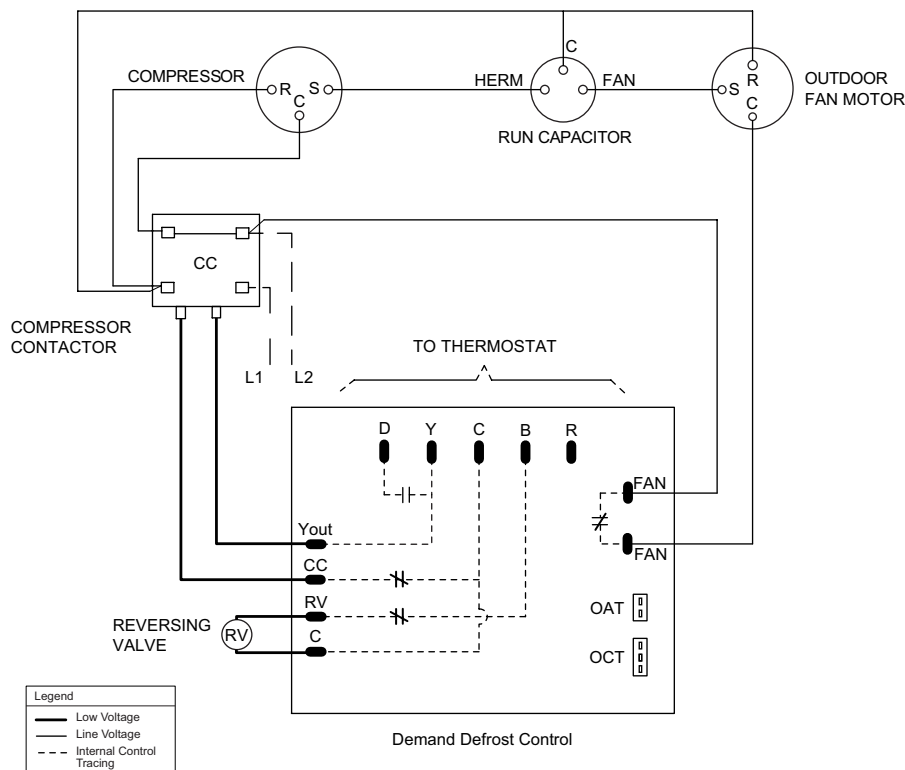 C
COMPRESSOR
R
S
C
HERM
FAN
RUN CAPACITOR
S
R
C
OUTDOOR
FAN MOTOR
CC
COMPRESSOR
CONTACTOR
L1
L2
TO THERMOSTAT
D
Y
C
B
R
FAN
FAN
Yout
CC
RV
C
REVERSING
VALVE
RV
OAT
OCT
Demand Defrost Control
Legend
Low Voltage
Line Voltage
Internal Control
Tracing